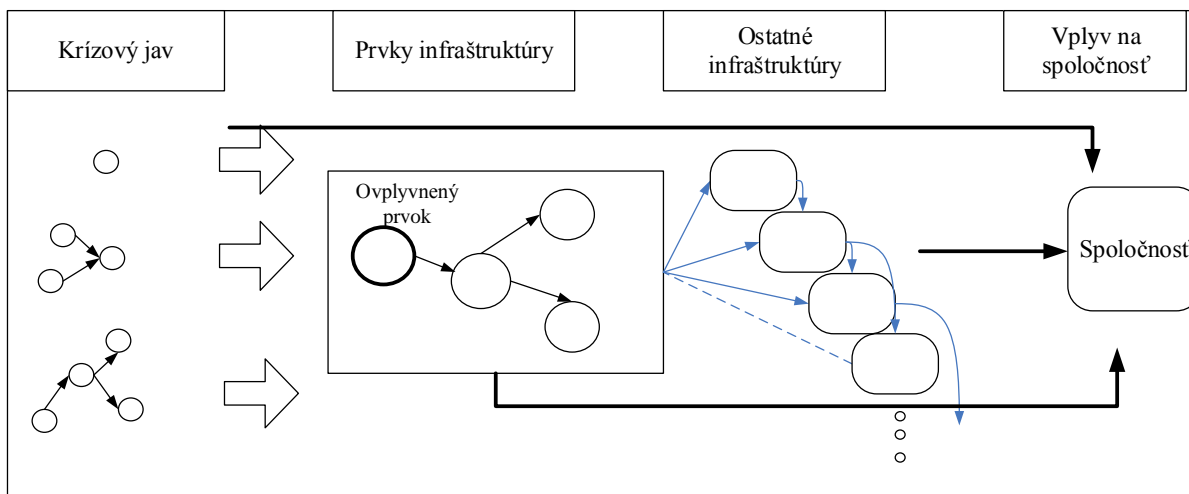 Krízový jav
Prvky infraštruktúry
Ostatné
infraštruktúry
Vplyv na
spoločnosť
Ovplyvnený
prvok
Spoločnosť